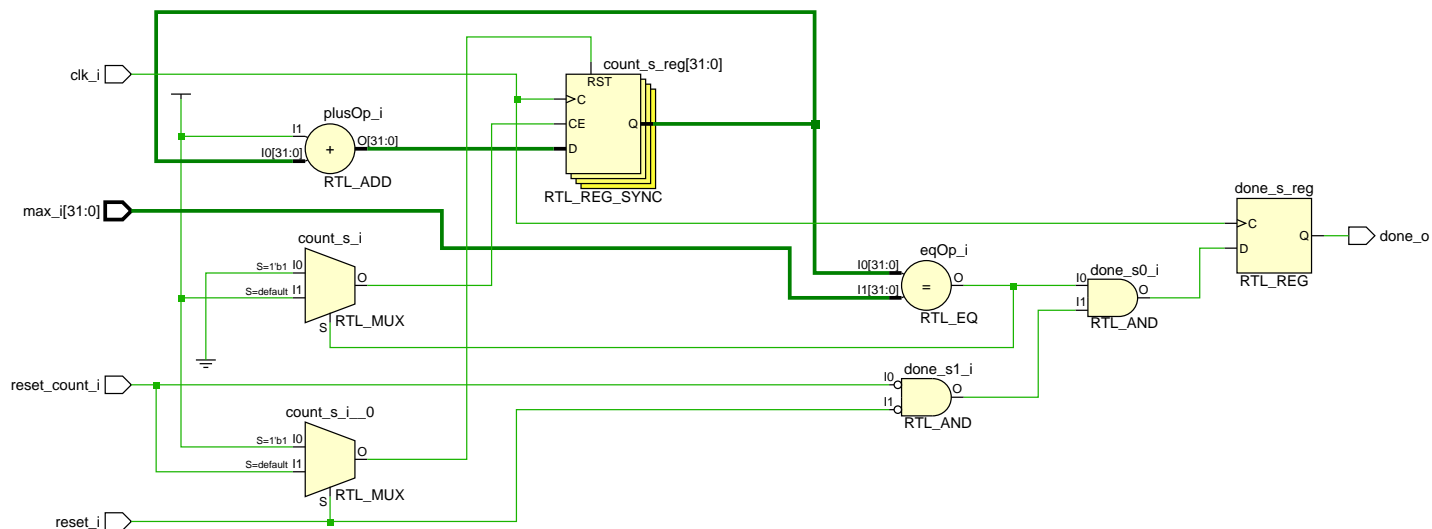 count_s_reg[31:0]
clk_i
RST
C
CE
Q
D
RTL_REG_SYNC
plusOp_i
I1
I0[31:0]
+
O[31:0]
RTL_ADD
max_i[31:0]
count_s_i
S=1'b1 I0
S=default I1
O
S
RTL_MUX
eqOp_i
I0[31:0]
I1[31:0]
=
O
RTL_EQ
done_s0_i
I0
I1
O
RTL_AND
done_s_reg
C
D
Q
RTL_REG
done_o
reset_count_i
done_s1_i
I0
I1
O
RTL_AND
count_s_i__0
S=1'b1 I0
S=default I1
O
S
RTL_MUX
reset_i